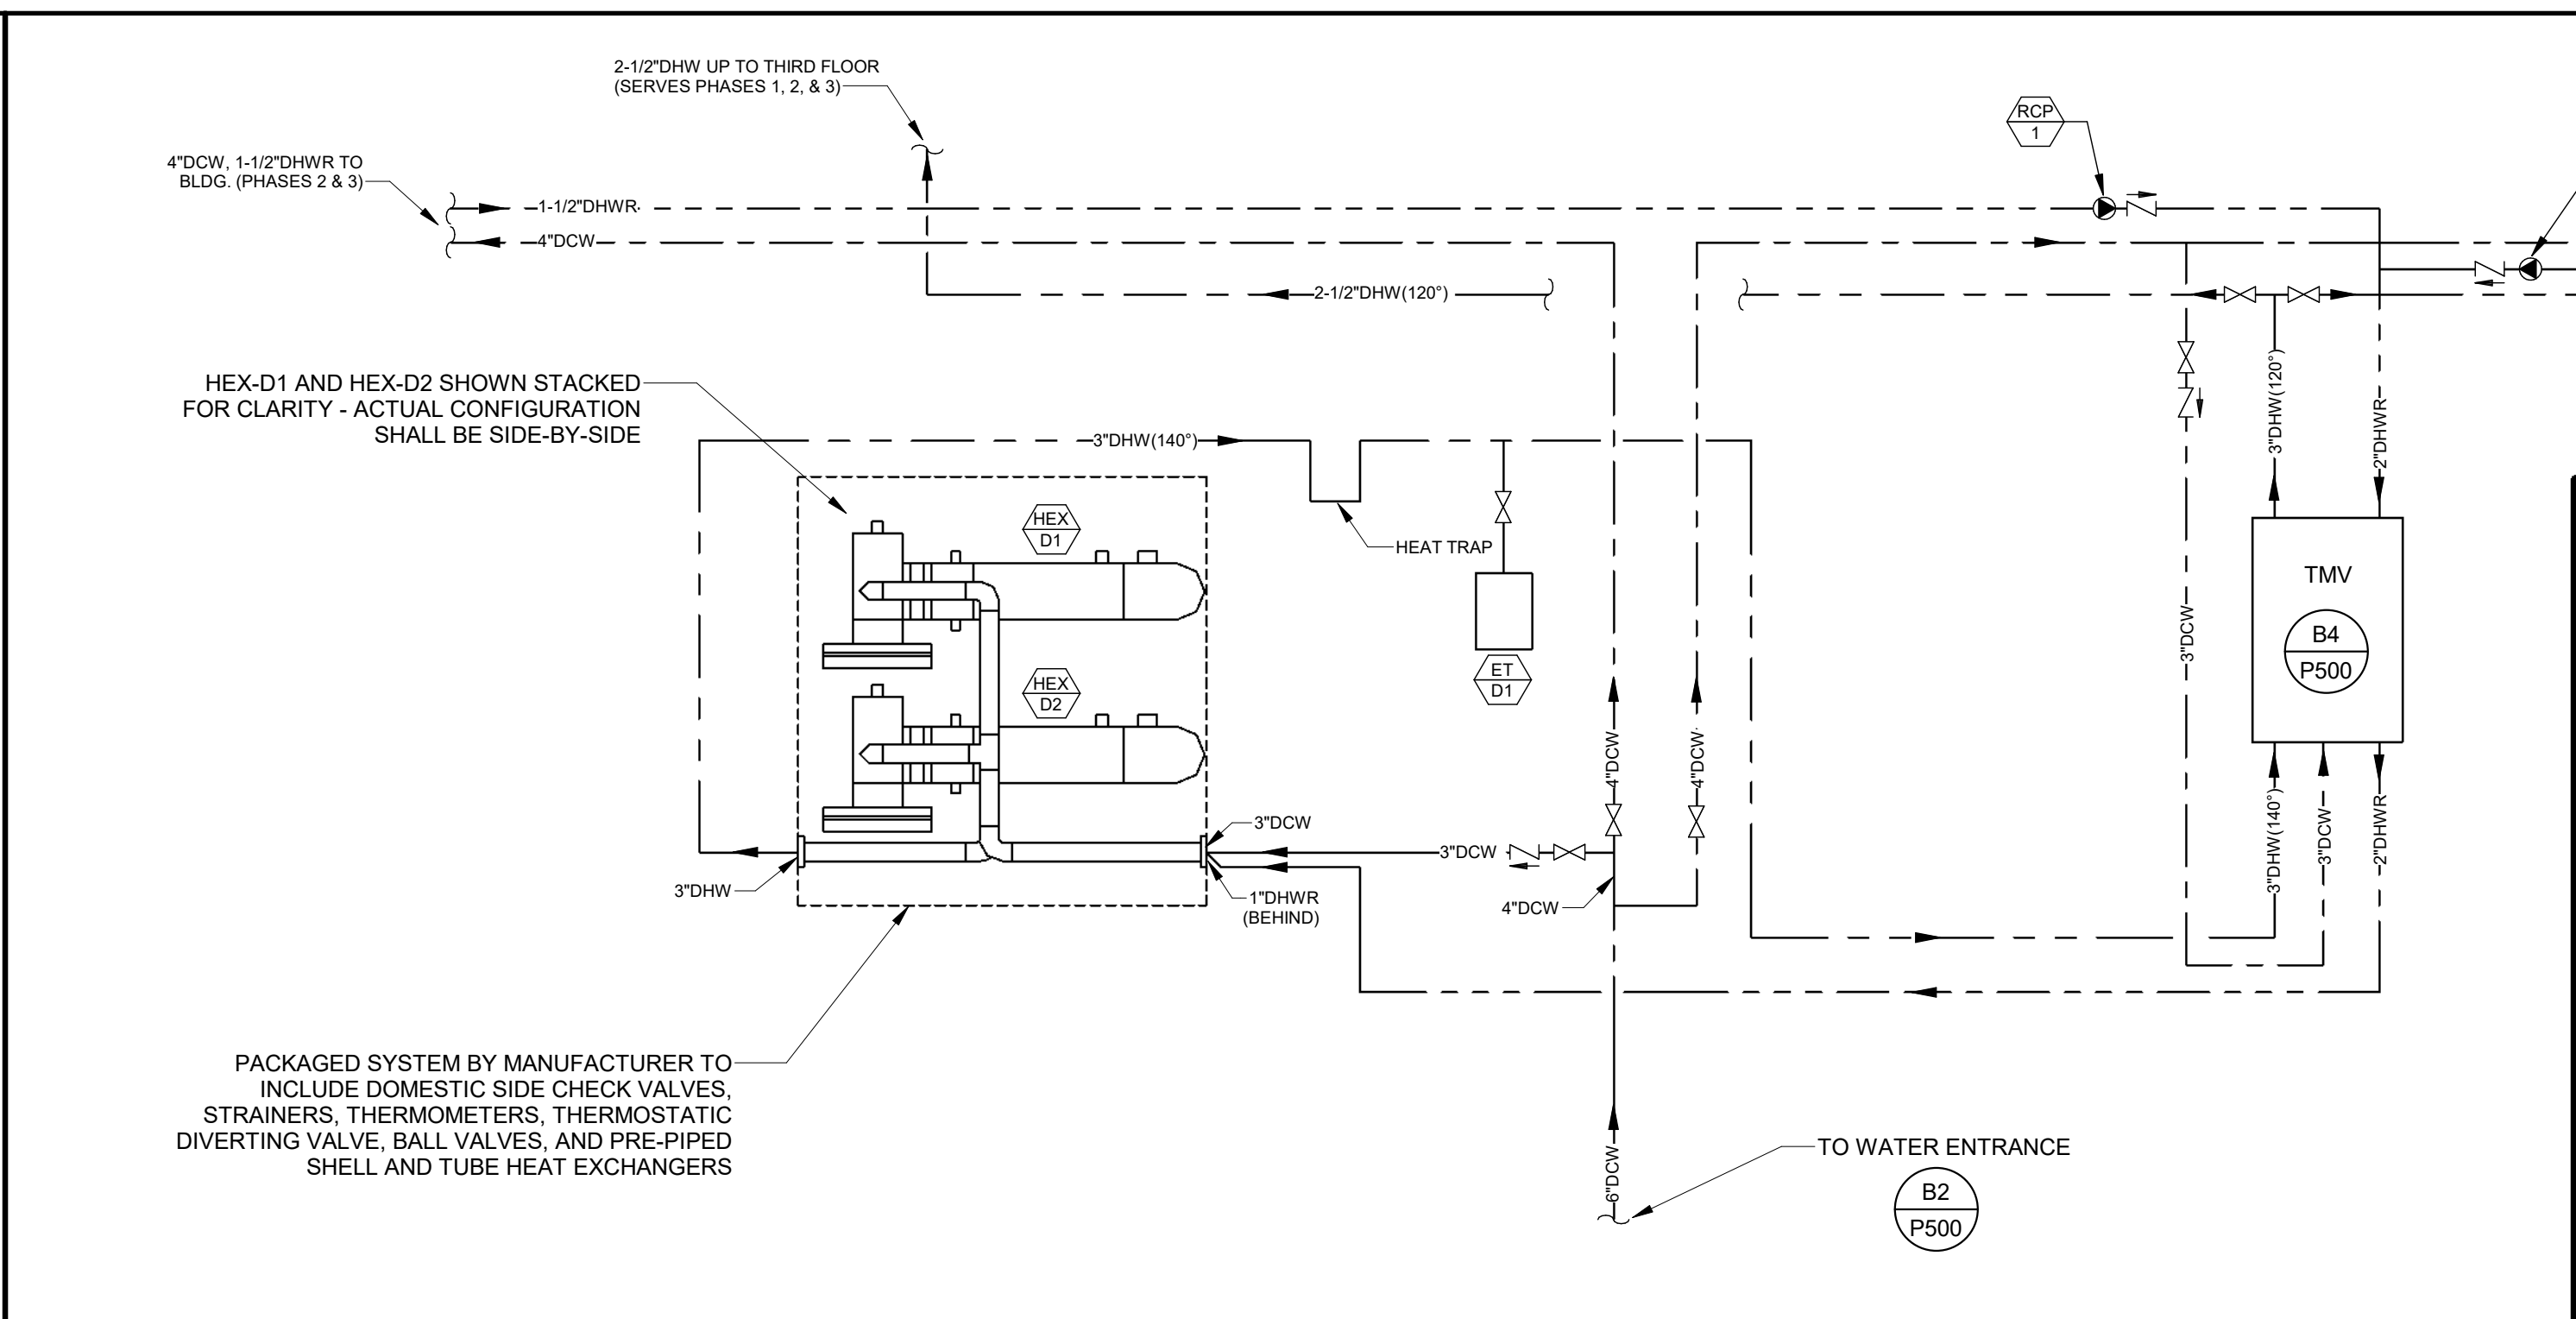 2-1/2"DHW UP TO THIRD FLOOR
(SERVES PHASES 1, 2, & 3)
RCP
1
4"DCW, 1-1/2"DHWR TO
BLDG. (PHASES 2 & 3)
1-1/2"DHWR
4"DCW
2-1/2"DHW(120°)
HEX-D1 AND HEX-D2 SHOWN STACKED
FOR CLARITY - ACTUAL CONFIGURATION
SHALL BE SIDE-BY-SIDE
3"DHW(140°)
3"DHW(120°)
2"DHWR
HEX
D1
HEAT TRAP
TMV
B4
P500
3"DCW
HEX
D2
ET
D1
4"DCW
4"DCW
3"DCW
3"DCW
3"DHW
1"DHWR
(BEHIND)
4"DCW
3"DHW(140°)
3"DCW
2"DHWR
PACKAGED SYSTEM BY MANUFACTURER TO
INCLUDE DOMESTIC SIDE CHECK VALVES,
STRAINERS, THERMOMETERS, THERMOSTATIC
DIVERTING VALVE, BALL VALVES, AND PRE-PIPED
SHELL AND TUBE HEAT EXCHANGERS
6"DCW
TO WATER ENTRANCE
B2
P500